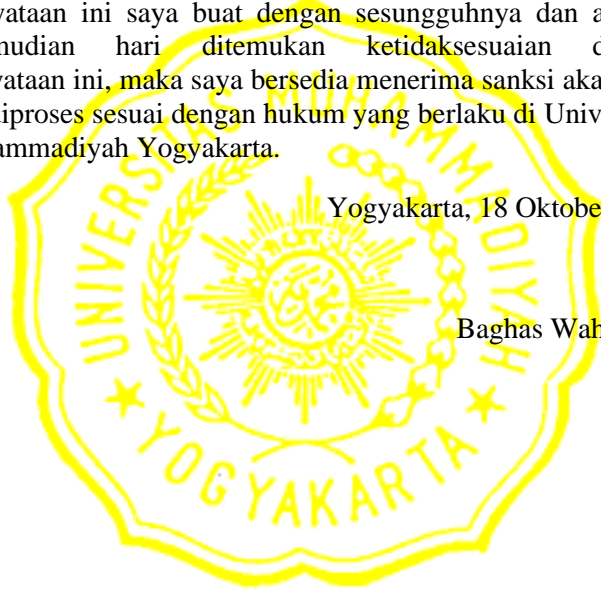 yataan ini saya buat dengan sesungguhnya dan a
mudian hari ditemukan ketidaksesuaian d
yataan ini, maka saya bersedia menerima sanksi aka
diproses sesuai dengan hukum yang berlaku di Univ
ammadiyah Yogyakarta.
Yogyakarta, 18 Oktobe
Baghas Wah
UNIVERSITAS MUHAMMADIYAH
YOGYAKARTA